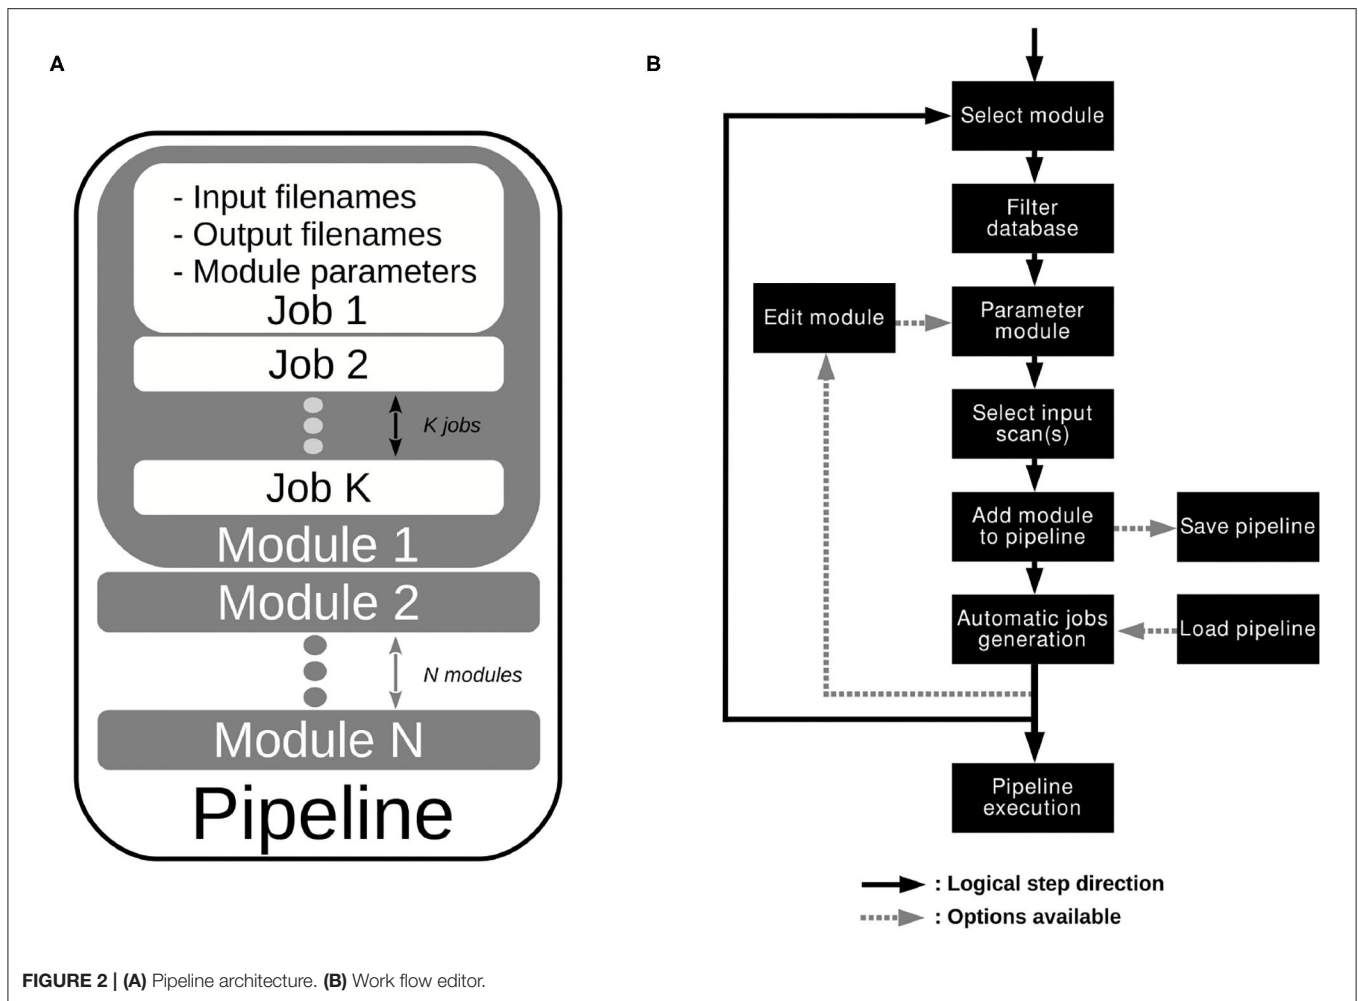 A
- Input filenames
- Output filenames
- Module parameters
Job 1
Job 2
K jobs
Job K
Module 1
Module 2
N modules
Module N
Pipeline
B
Select module
Filter
database
Edit module
Parameter
module
Select input
scan(s)
Add module
to pipeline
Save pipeline
Automatic jobs
generation
Load pipeline
Pipeline
execution
: Logical step direction
: Options available
FIGURE 2 | (A) Pipeline architecture. (B) Work flow editor.